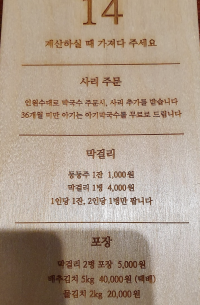 14
계산하실 때 가져다 주세요
사리 주문
인원수대로 막국수 주문시, 사리 추가를 받습니다
36개월 미만 아기는 아기막국수를 무료로 드립니다
막걸리
동동주 1잔 1,000원
막걸리 1병 4,000원
1인당 1잔, 2인당 1병만 팝니다
포장
막걸리 2병 포장 5,000원
배추김치 5kg 40,000원 (택배)
물김치 2kg 20,000원